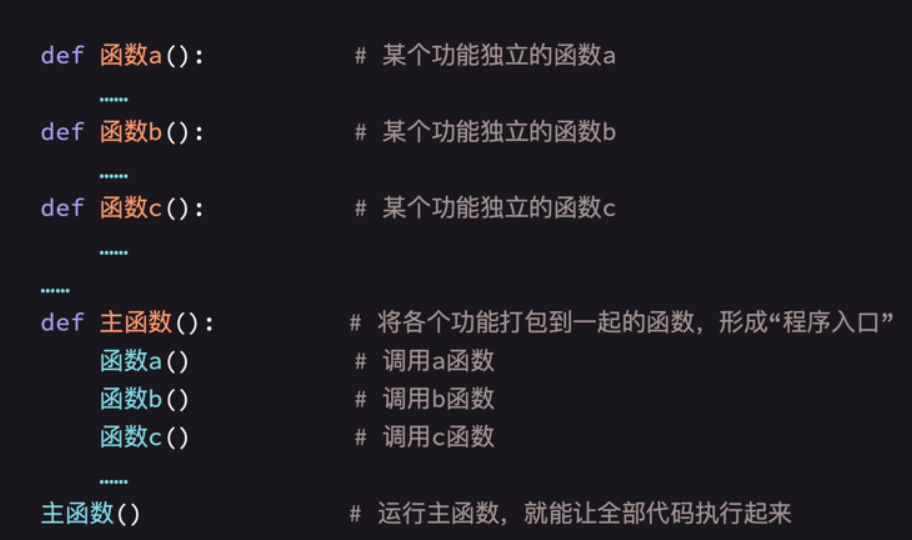 def 函数a():  # 某个功能独立的函数a
    ……
def 函数b():  # 某个功能独立的函数b
    ……
def 函数c():  # 某个功能独立的函数c
    ……
……
def 主函数():  # 将各个功能打包到一起的函数，形成“程序入口”
    函数a()  # 调用a函数
    函数b()  # 调用b函数
    函数c()  # 调用c函数
    ……
主函数()  # 运行主函数，就能让全部代码执行起来